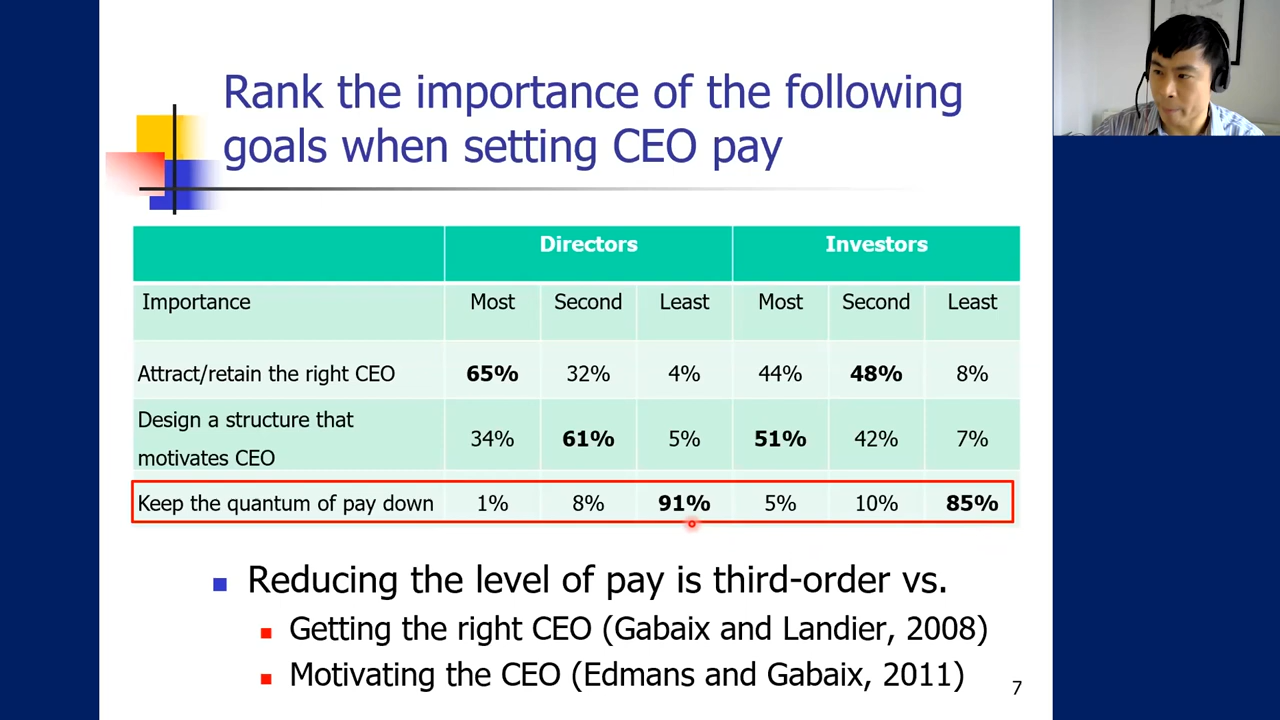 Rank the importance of the following
goals when setting CEO pay
Directors Investors
Importance Most Second Least Most Second Least
Attract/retain the right CEO 65% 32% 4% 44% 48% 8%
Design a structure that
motivates CEO 34% 61% 5% 51% 42% 7%
Keep the quantum of pay down 1% 8% 91% 5% 10% 85%
Reducing the level of pay is third-order vs.
Getting the right CEO (Gabaix and Landier, 2008)
Motivating the CEO (Edmans and Gabaix, 2011)
7